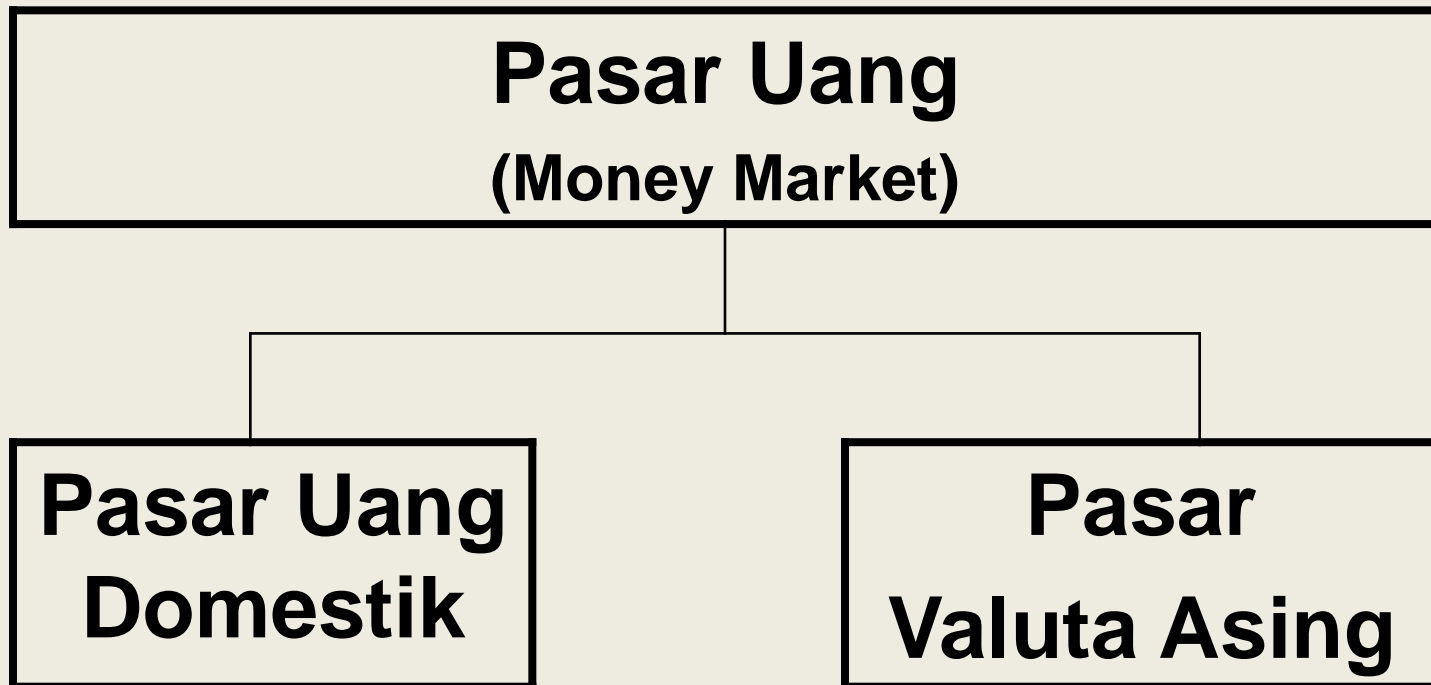 Pasar Uang
(Money Market)
Pasar Uang
Domestik
Pasar
Valuta Asing